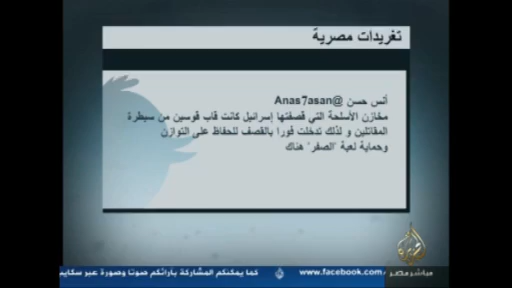 تغريدات مصرية
أنس حسن @Anas7asan
مخازن الأسلحة التي قصفتها إسرائيل كانت قاب قوسين من سيطرة
المقاتلين و لذلك تدخلت فورا بالقصف للحفاظ على التوازن
وحماية لعبة "الصفر" هناك
الجزيرة
مباشر مصر
www.facebook.com/
كما يمكنكم المشاركة بآرائكم صوتا وصورة عبر سكايب